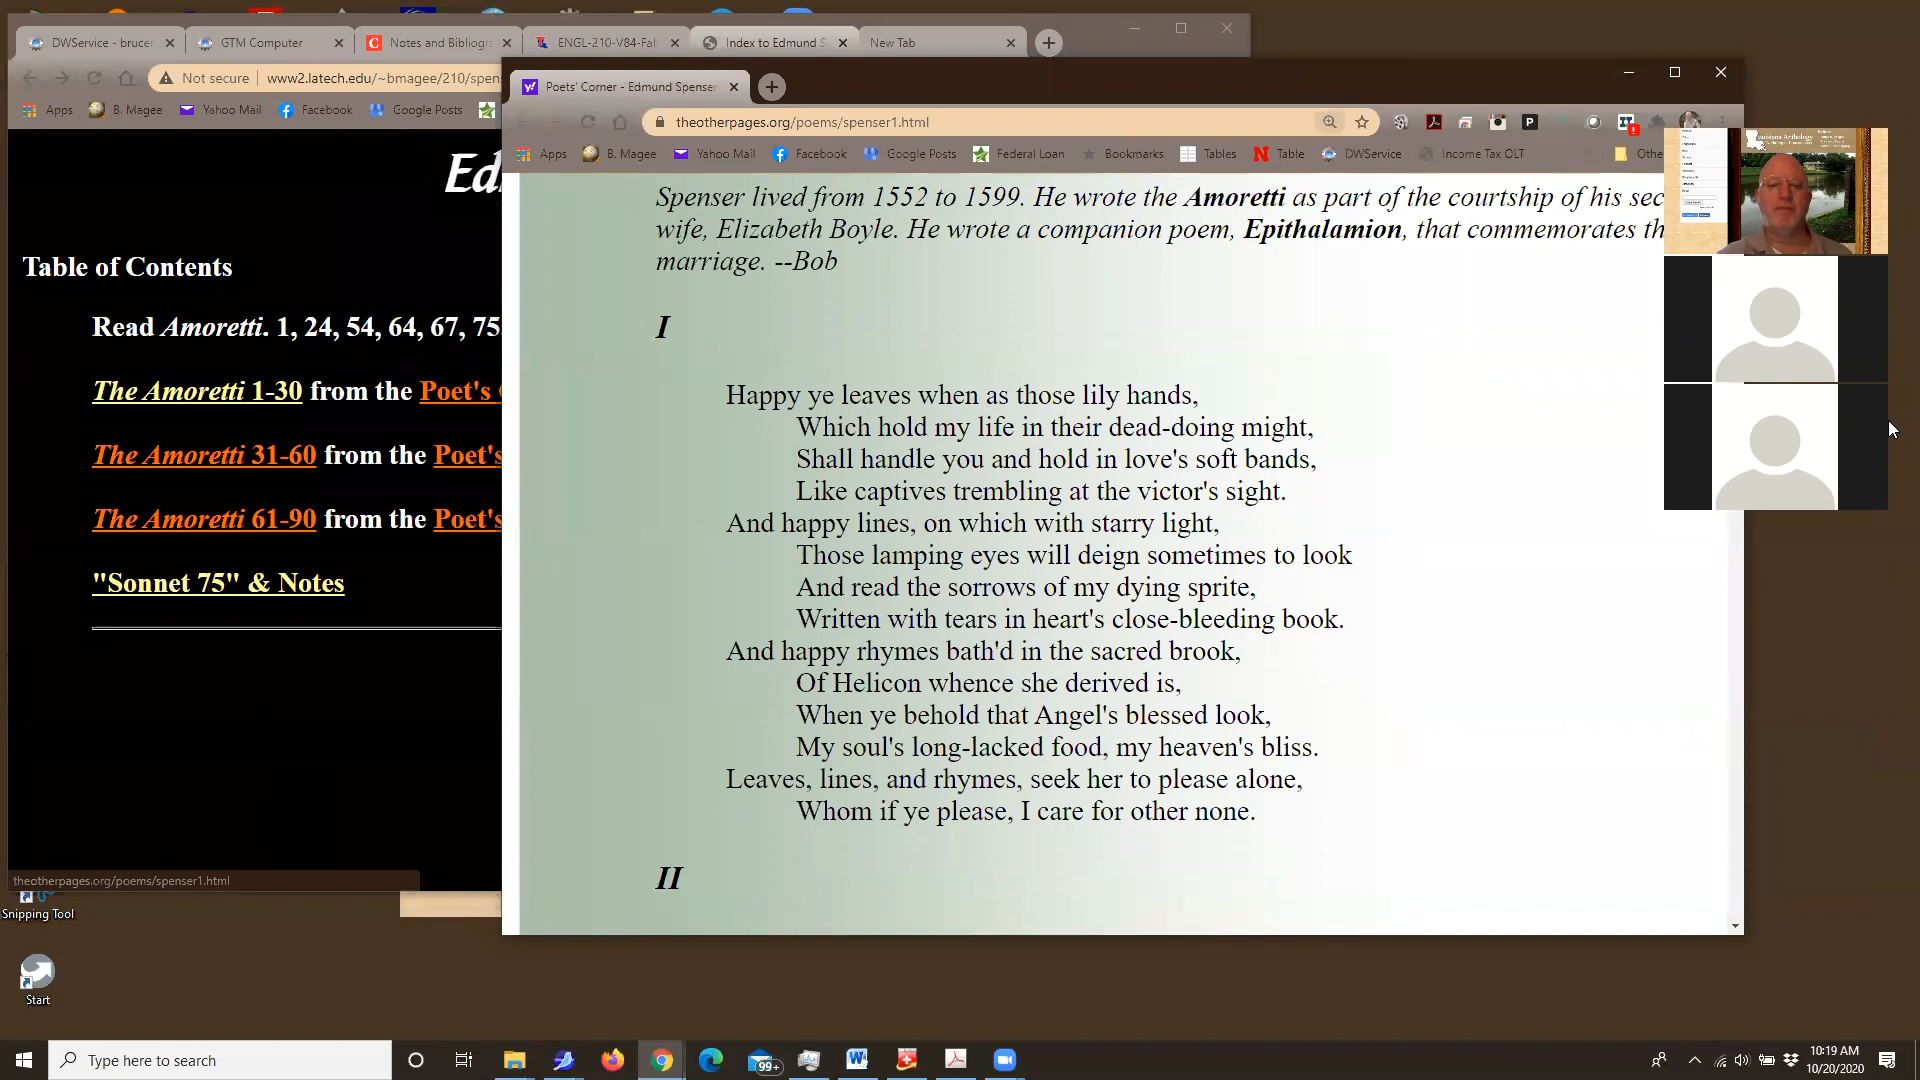 DWService - brucer
GTM Computer
Notes and Bibliogra
ENGL-210-V84-Fal
Index to Edmund S
New Tab
Not secure
www2.latech.edu/~bmagee/210/spens
Apps
B. Magee
Yahoo Mail
Facebook
Google Posts
Poets' Corner - Edmund Spenser
theotherpages.org/poems/spenser1.html
Apps
B. Magee
Yahoo Mail
Facebook
Google Posts
Federal Loan
Bookmarks
Tables
Table
DWService
Income Tax OLT
Othe
Table of Contents
Read Amoretti. 1, 24, 54, 64, 67, 75
The Amoretti 1-30 from the Poet's
The Amoretti 31-60 from the Poet's
The Amoretti 61-90 from the Poet's
"Sonnet 75" & Notes
theotherpages.org/poems/spenser1.html
Spenser lived from 1552 to 1599. He wrote the Amoretti as part of the courtship of his sec
wife, Elizabeth Boyle. He wrote a companion poem, Epithalamion, that commemorates th
marriage. --Bob
I
Happy ye leaves when as those lily hands,
Which hold my life in their dead-doing might,
Shall handle you and hold in love's soft bands,
Like captives trembling at the victor's sight.
And happy lines, on which with starry light,
Those lamping eyes will deign sometimes to look
And read the sorrows of my dying sprite,
Written with tears in heart's close-bleeding book.
And happy rhymes bath'd in the sacred brook,
Of Helicon whence she derived is,
When ye behold that Angel's blessed look,
My soul's long-lacked food, my heaven's bliss.
Leaves, lines, and rhymes, seek her to please alone,
Whom if ye please, I care for other none.
II
Snipping Tool
Start
Type here to search
99+
10:19 AM
10/20/2020